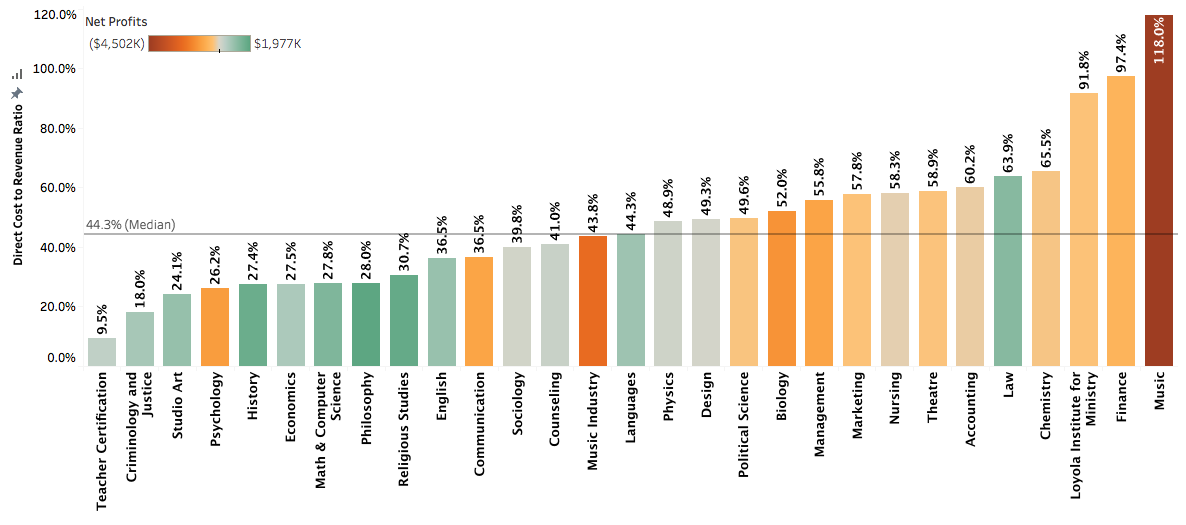 120.0%
Net Profits
($4,502K)
$1,977K
100.0%
80.0%
60.0%
40.0%
20.0%
0.0%
Direct Cost to Revenue Ratio
44.3% (Median)
9.5%
18.0%
24.1%
26.2%
27.4%
27.5%
27.8%
28.0%
30.7%
36.5%
36.5%
39.8%
41.0%
43.8%
44.3%
48.9%
49.3%
49.6%
52.0%
55.8%
57.8%
58.3%
58.9%
60.2%
63.9%
65.5%
91.8%
97.4%
118.0%
Teacher Certification
Criminology and
Justice
Studio Art
Psychology
History
Economics
Math & Computer
Science
Philosophy
Religious Studies
English
Communication
Sociology
Counseling
Music Industry
Languages
Physics
Design
Political Science
Biology
Management
Marketing
Nursing
Theatre
Accounting
Law
Chemistry
Loyola Institute for
Ministry
Finance
Music